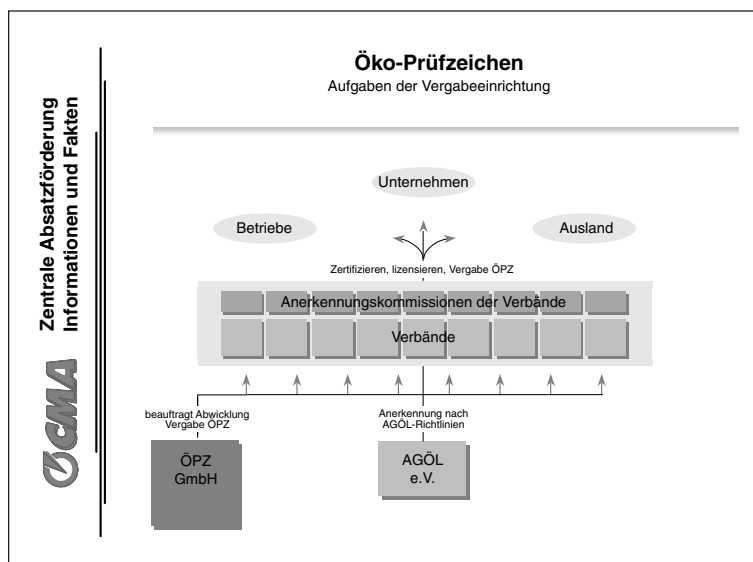 Öko-Prüfzeichen
Aufgaben der Vergabeeinrichtung
Zentrale Absatzförderung
Informationen und Fakten
CMA
Unternehmen
Betriebe
Ausland
Zertifizieren, lizensieren, Vergabe ÖPZ
Anerkennungskommissionen der Verbände
Verbände
beauftragt Abwicklung
Vergabe ÖPZ
Anerkennung nach
AGÖL-Richtlinien
ÖPZ
GmbH
AGÖL
e.V.